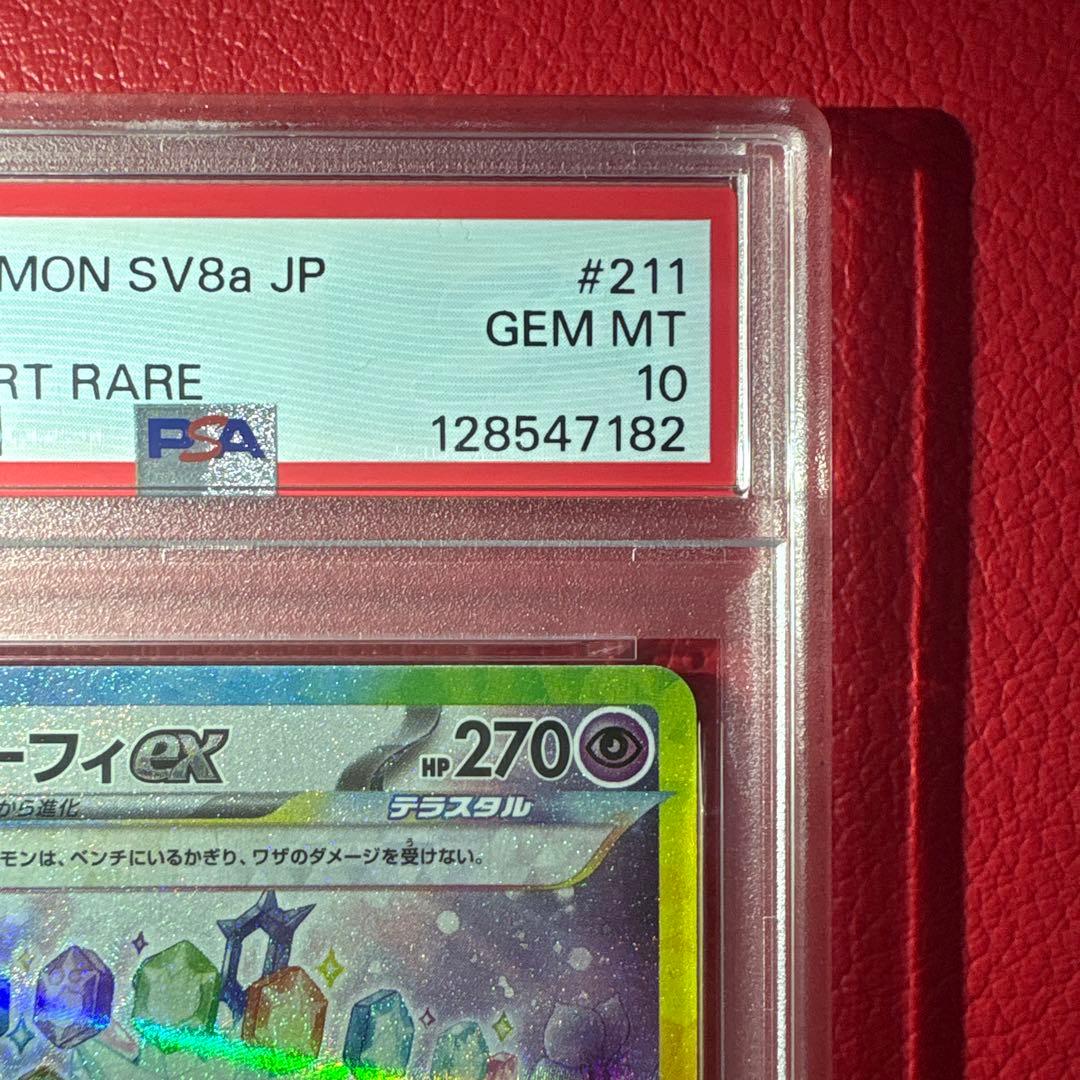 MON SV8a JP #211
GEM MT
RT RARE 10
PSA 128547182
ーフィex HP270
から進化 テラスタル
モンは、ベンチにいるかぎり、ワザのダメージを受けない。